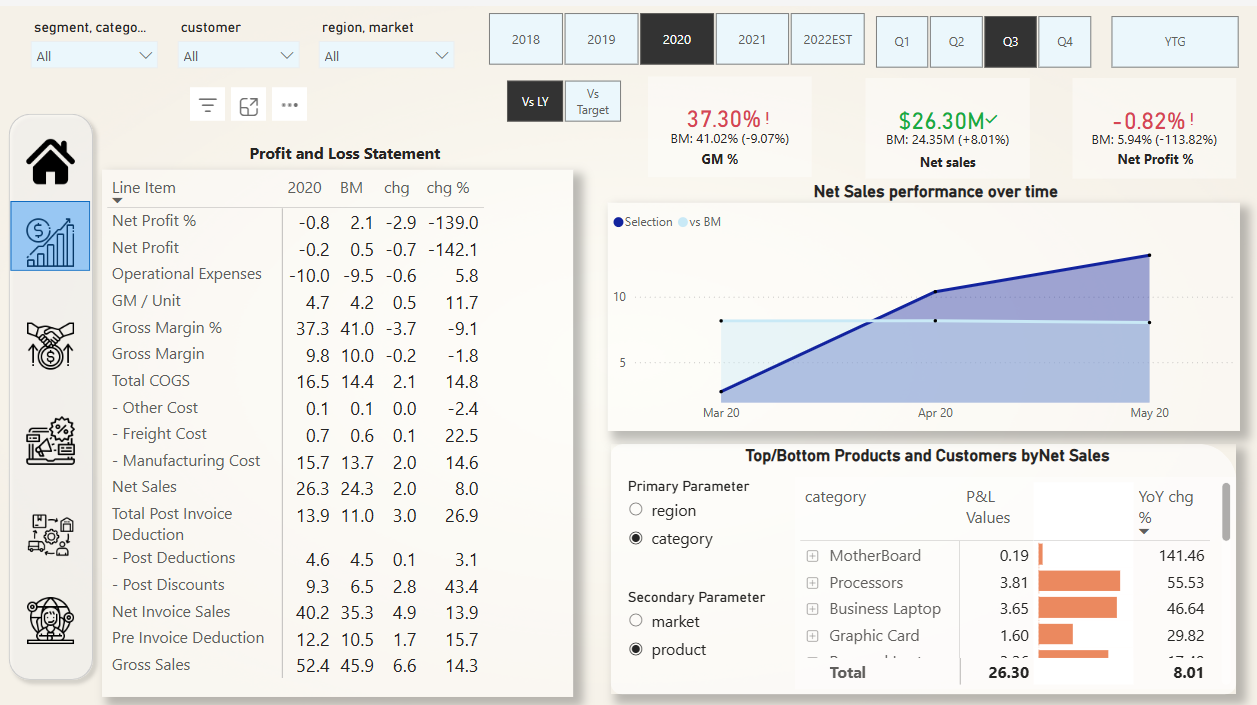 segment, catego... customer region, market
All All All
2018 2019 2020 2021 2022EST Q1 Q2 Q3 Q4 YTG
Vs LY Vs Target
37.30%!
BM: 41.02% (-9.07%)
GM %
$26.30M
BM: 24.35M (+8.01%)
Net sales
-0.82%!
BM: 5.94% (-113.82%)
Net Profit %
Profit and Loss Statement
Line Item 2020 BM chg chg %
Net Profit % -0.8 2.1 -2.9 -139.0
Net Profit -0.2 0.5 -0.7 -142.1
Operational Expenses -10.0 -9.5 -0.6 5.8
GM / Unit 4.7 4.2 0.5 11.7
Gross Margin % 37.3 41.0 -3.7 -9.1
Gross Margin 9.8 10.0 -0.2 -1.8
Total COGS 16.5 14.4 2.1 14.8
- Other Cost 0.1 0.1 0.0 -2.4
- Freight Cost 0.7 0.6 0.1 22.5
- Manufacturing Cost 15.7 13.7 2.0 14.6
Net Sales 26.3 24.3 2.0 8.0
Total Post Invoice Deduction 13.9 11.0 3.0 26.9
- Post Deductions 4.6 4.5 0.1 3.1
- Post Discounts 9.3 6.5 2.8 43.4
Net Invoice Sales 40.2 35.3 4.9 13.9
Pre Invoice Deduction 12.2 10.5 1.7 15.7
Gross Sales 52.4 45.9 6.6 14.3
Net Sales performance over time
Selection vs BM
10
5
Mar 20 Apr 20 May 20
Top/Bottom Products and Customers byNet Sales
Primary Parameter
region
category
Secondary Parameter
market
product
category P&L Values YoY chg %
MotherBoard 0.19 141.46
Processors 3.81 55.53
Business Laptop 3.65 46.64
Graphic Card 1.60 29.82
Total 26.30 8.01